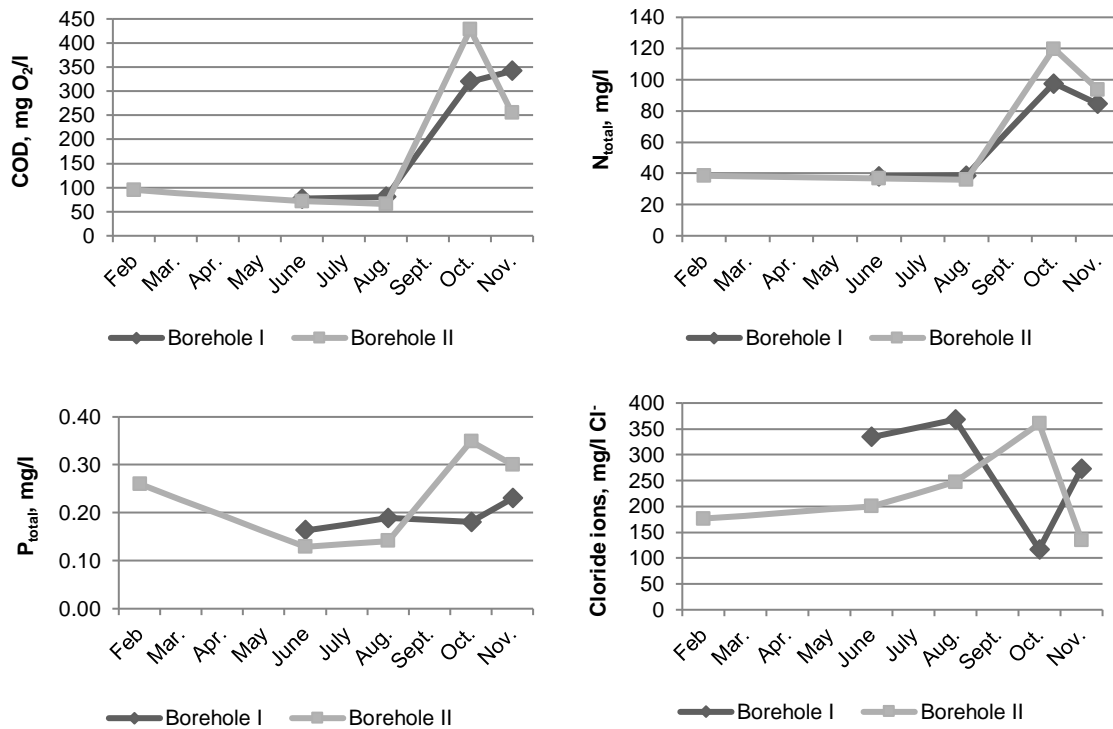 COD, mg O₂/l
450
400
350
300
250
200
150
100
50
0
Feb
Mar.
Apr.
May
June
July
Aug.
Sept.
Oct.
Nov.
Borehole I
Borehole II
Ntotal, mg/l
140
120
100
80
60
40
20
0
Feb
Mar.
Apr.
May
June
July
Aug.
Sept.
Oct.
Nov.
Borehole I
Borehole II
Ptotal, mg/l
0.40
0.30
0.20
0.10
0.00
Feb
Mar.
Apr.
May
June
July
Aug.
Sept.
Oct.
Nov.
Borehole I
Borehole II
Cloride ions, mg/l Cl⁻
400
350
300
250
200
150
100
50
0
Feb
Mar.
Apr.
May
June
July
Aug.
Sept.
Oct.
Nov.
Borehole I
Borehole II